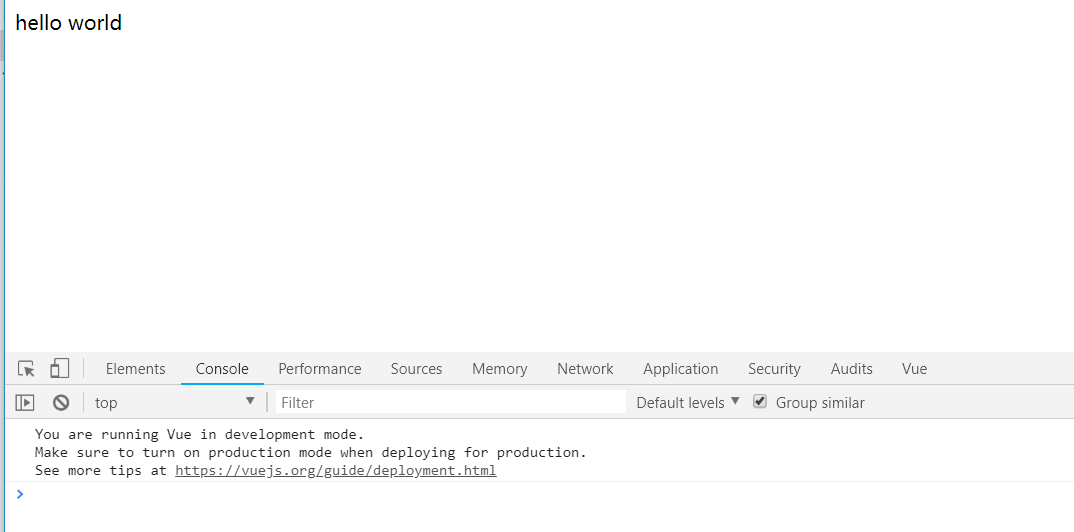 hello world
Elements Console Performance Sources Memory Network Application Security Audits Vue
top Filter Default levels Group similar
You are running Vue in development mode.
Make sure to turn on production mode when deploying for production.
See more tips at https://vuejs.org/guide/deployment.html